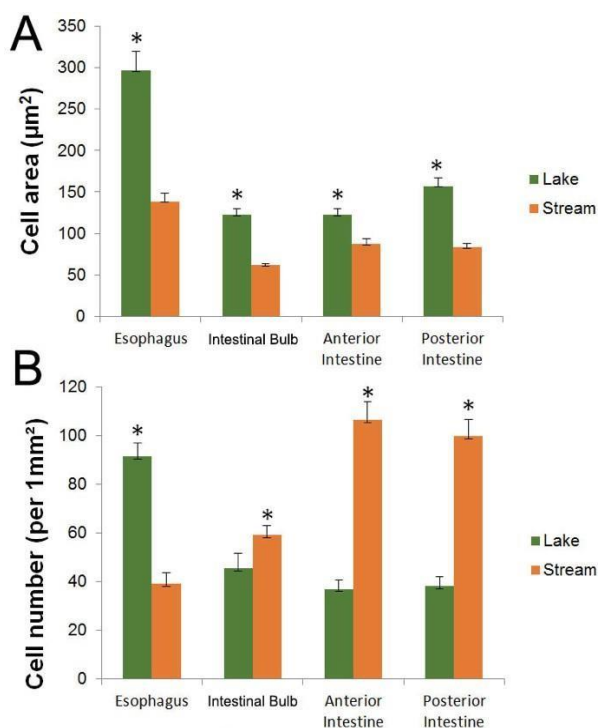 A
Cell area (µm²)
350
300
250
200
150
100
50
0
*
*
*
*
Lake
Stream
Esophagus
Intestinal Bulb
Anterior
Intestine
Posterior
Intestine
B
Cell number (per 1mm²)
120
100
80
60
40
20
0
*
*
*
*
Lake
Stream
Esophagus
Intestinal Bulb
Anterior
Intestine
Posterior
Intestine